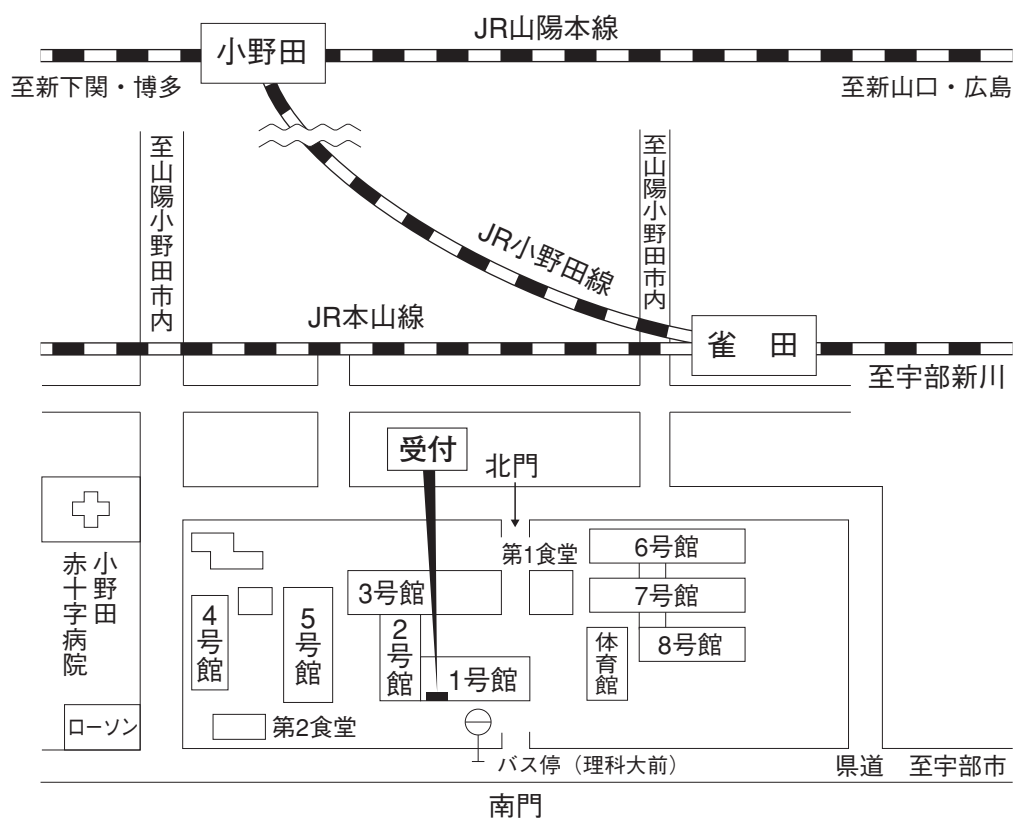 JR山陽本線
小野田
至新下関・博多
至新山口・広島
至山陽小野田市内
至山陽小野田市内
JR小野田線
JR本山線
雀　田
至宇部新川
受付
北門
第1食堂
6号館
3号館
7号館
小野田
赤十字病院
4号館
5号館
2号館
体育館
8号館
1号館
ローソン
第2食堂
バス停（理科大前）
県道
至宇部市
南門